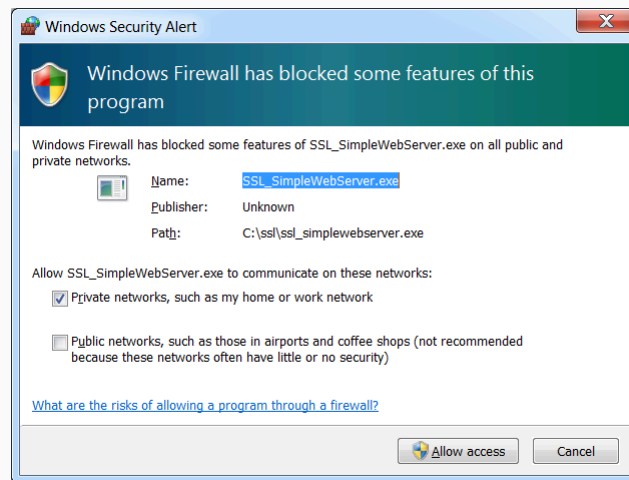 Windows Security Alert
Windows Firewall has blocked some features of this
program
Windows Firewall has blocked some features of SSL_SimpleWebServer.exe on all public and
private networks.
Name: SSL_SimpleWebServer.exe
Publisher: Unknown
Path: C:\ssl\ssl_simplewebserver.exe
Allow SSL_SimpleWebServer.exe to communicate on these networks:
Private networks, such as my home or work network
Public networks, such as those in airports and coffee shops (not recommended
because these networks often have little or no security)
What are the risks of allowing a program through a firewall?
Allow access Cancel